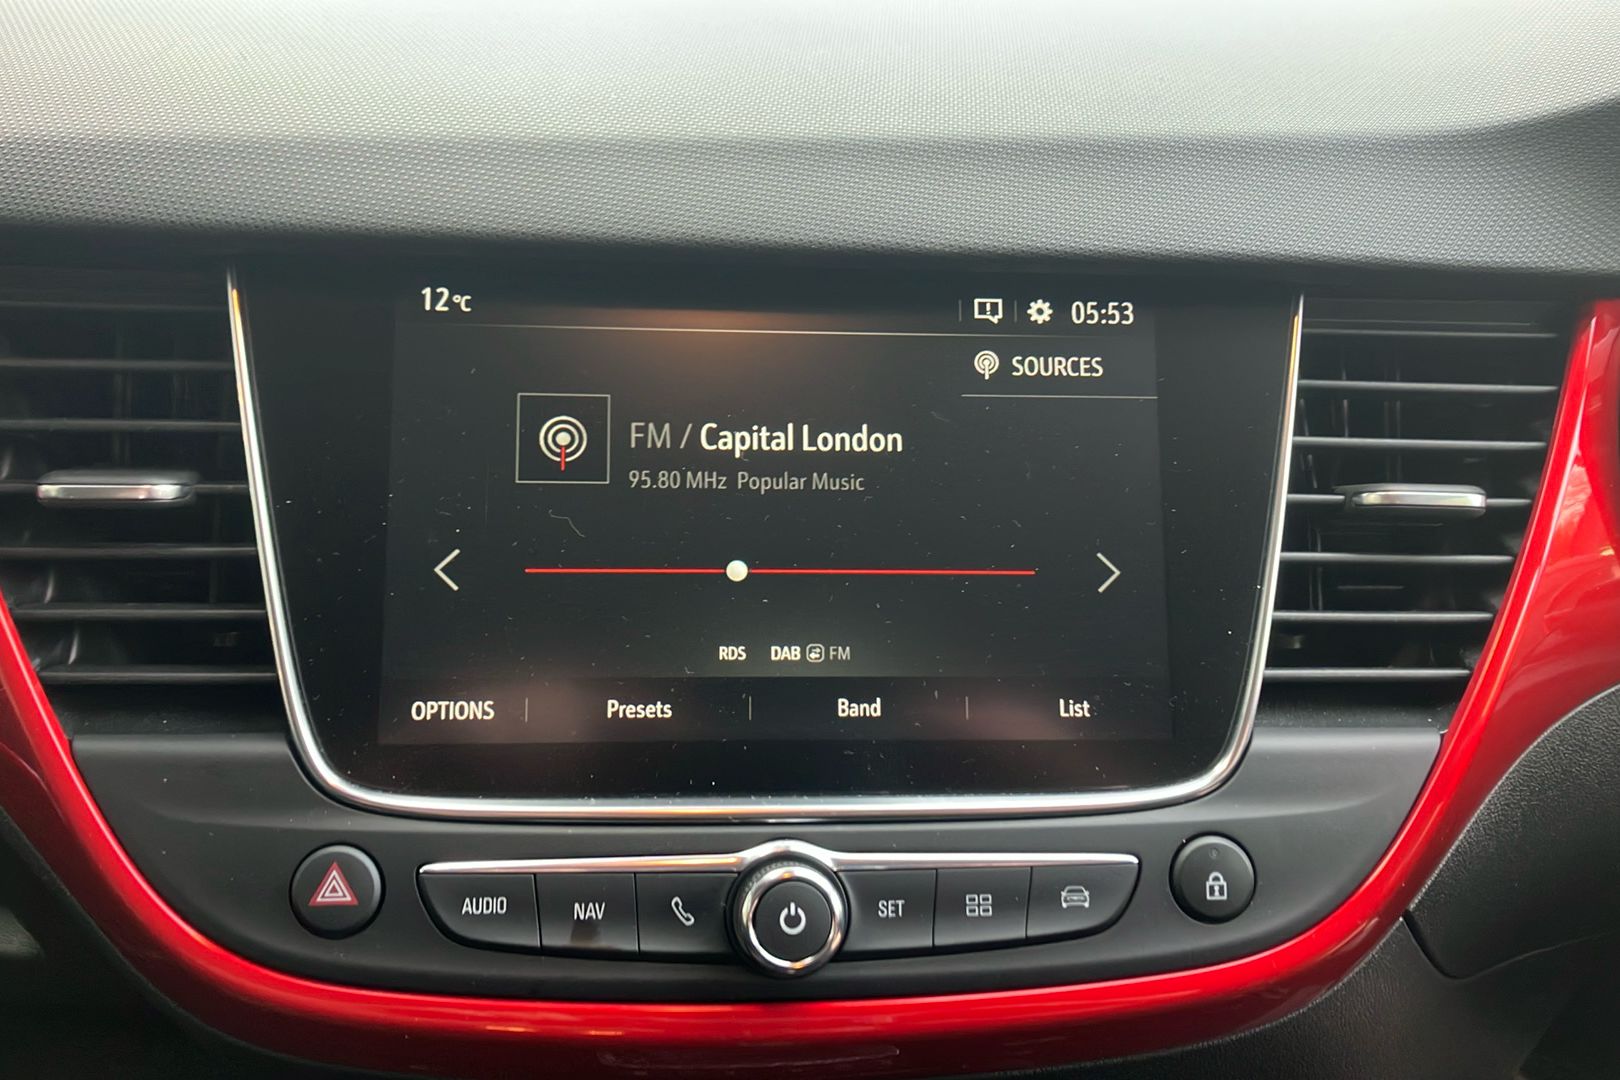 12°C
05:53
SOURCES
FM / Capital London
95.80 MHz Popular Music
RDS DAB FM
OPTIONS Presets Band List
AUDIO NAV SET